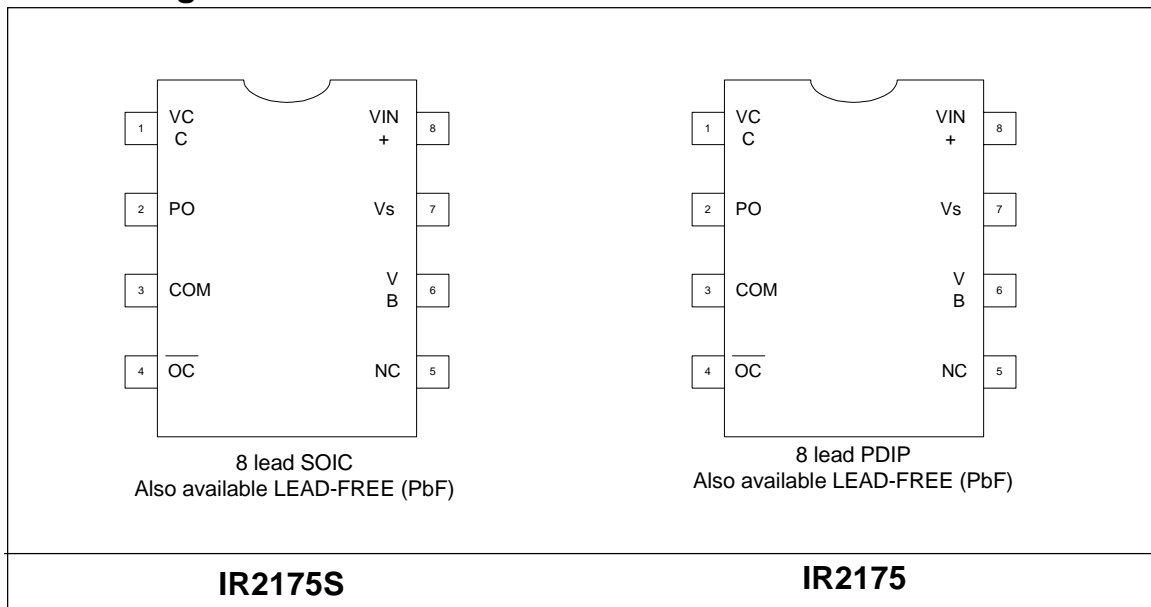 1
VC
C
VIN
+
8
2
PO
Vs
7
3
COM
V
B
6
4
OC
NC
5
8 lead SOIC
Also available LEAD-FREE (PbF)
IR2175S
1
VC
C
VIN
+
8
2
PO
Vs
7
3
COM
V
B
6
4
OC
NC
5
8 lead PDIP
Also available LEAD-FREE (PbF)
IR2175